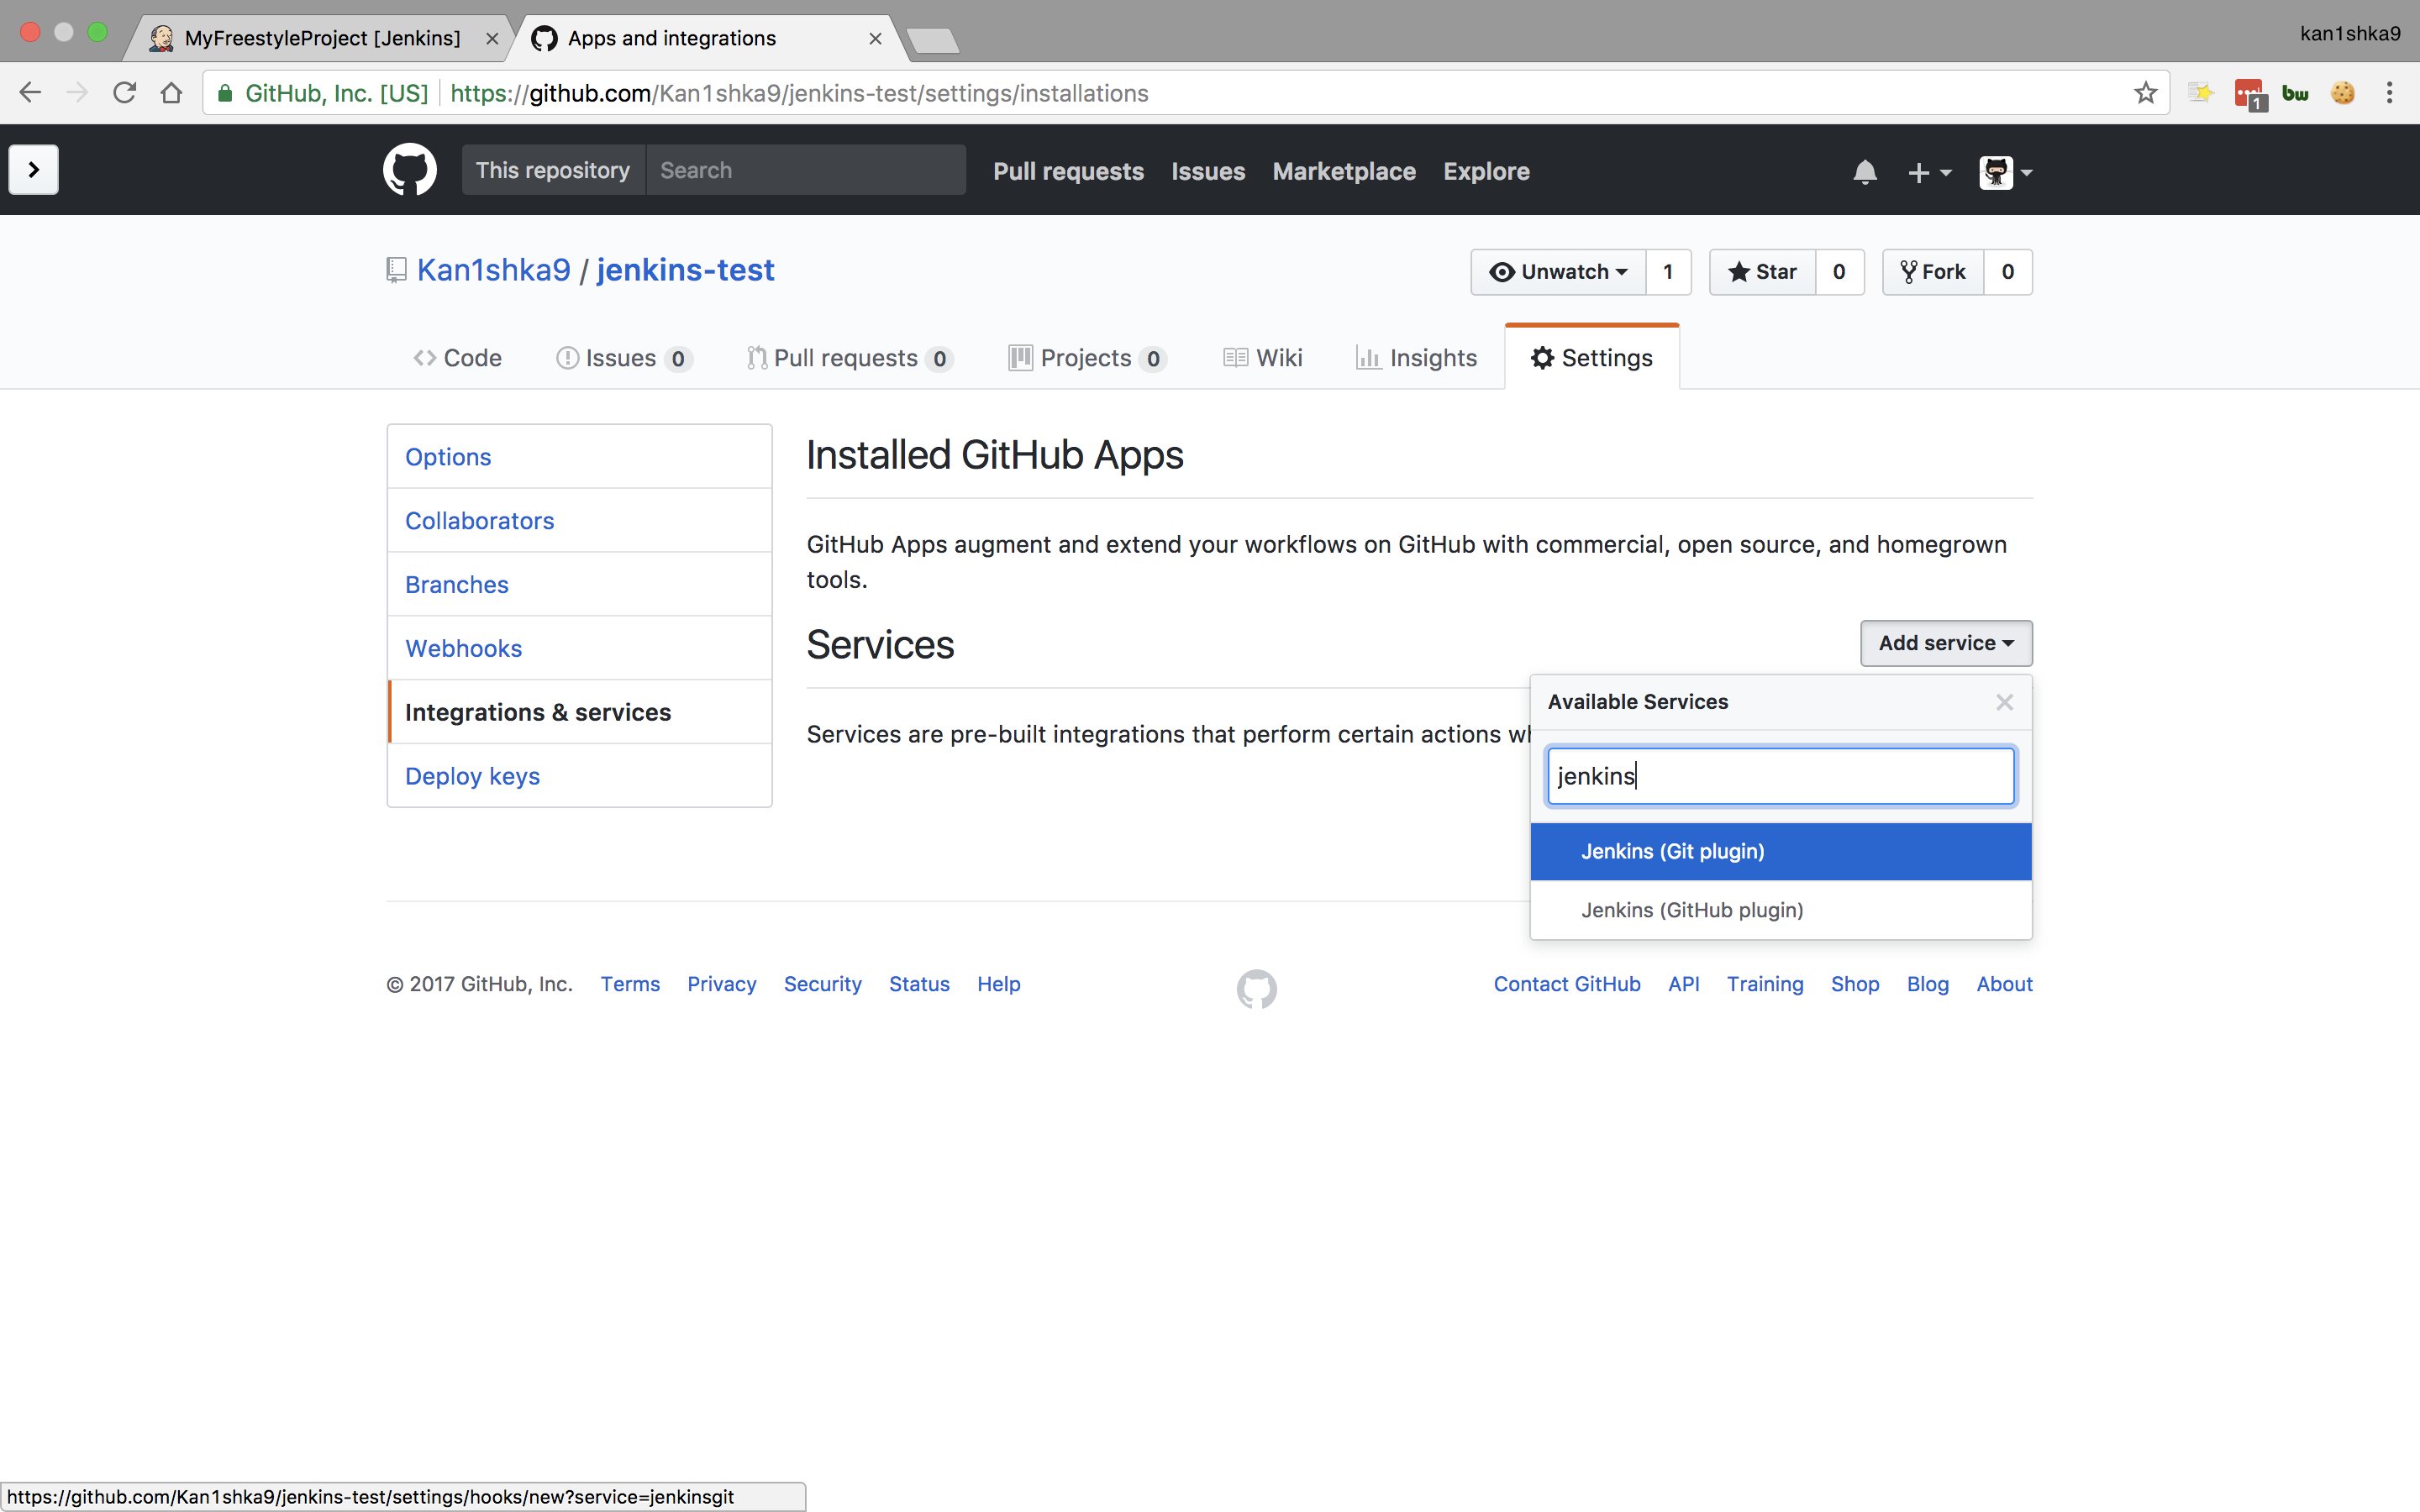 MyFreestyleProject [Jenkins]
Apps and integrations
kan1shka9
GitHub, Inc. [US] https://github.com/Kan1shka9/jenkins-test/settings/installations
1
bw
This repository Search Pull requests Issues Marketplace Explore
Kan1shka9 / jenkins-test
Unwatch 1 Star 0 Fork 0
Code Issues 0 Pull requests 0 Projects 0 Wiki Insights Settings
Options
Collaborators
Branches
Webhooks
Integrations & services
Deploy keys
Installed GitHub Apps
GitHub Apps augment and extend your workflows on GitHub with commercial, open source, and homegrown
tools.
Services
Add service
Services are pre-built integrations that perform certain actions
Available Services
jenkins
Jenkins (Git plugin)
Jenkins (GitHub plugin)
© 2017 GitHub, Inc. Terms Privacy Security Status Help
Contact GitHub API Training Shop Blog About
https://github.com/Kan1shka9/jenkins-test/settings/hooks/new?service=jenkinsgit